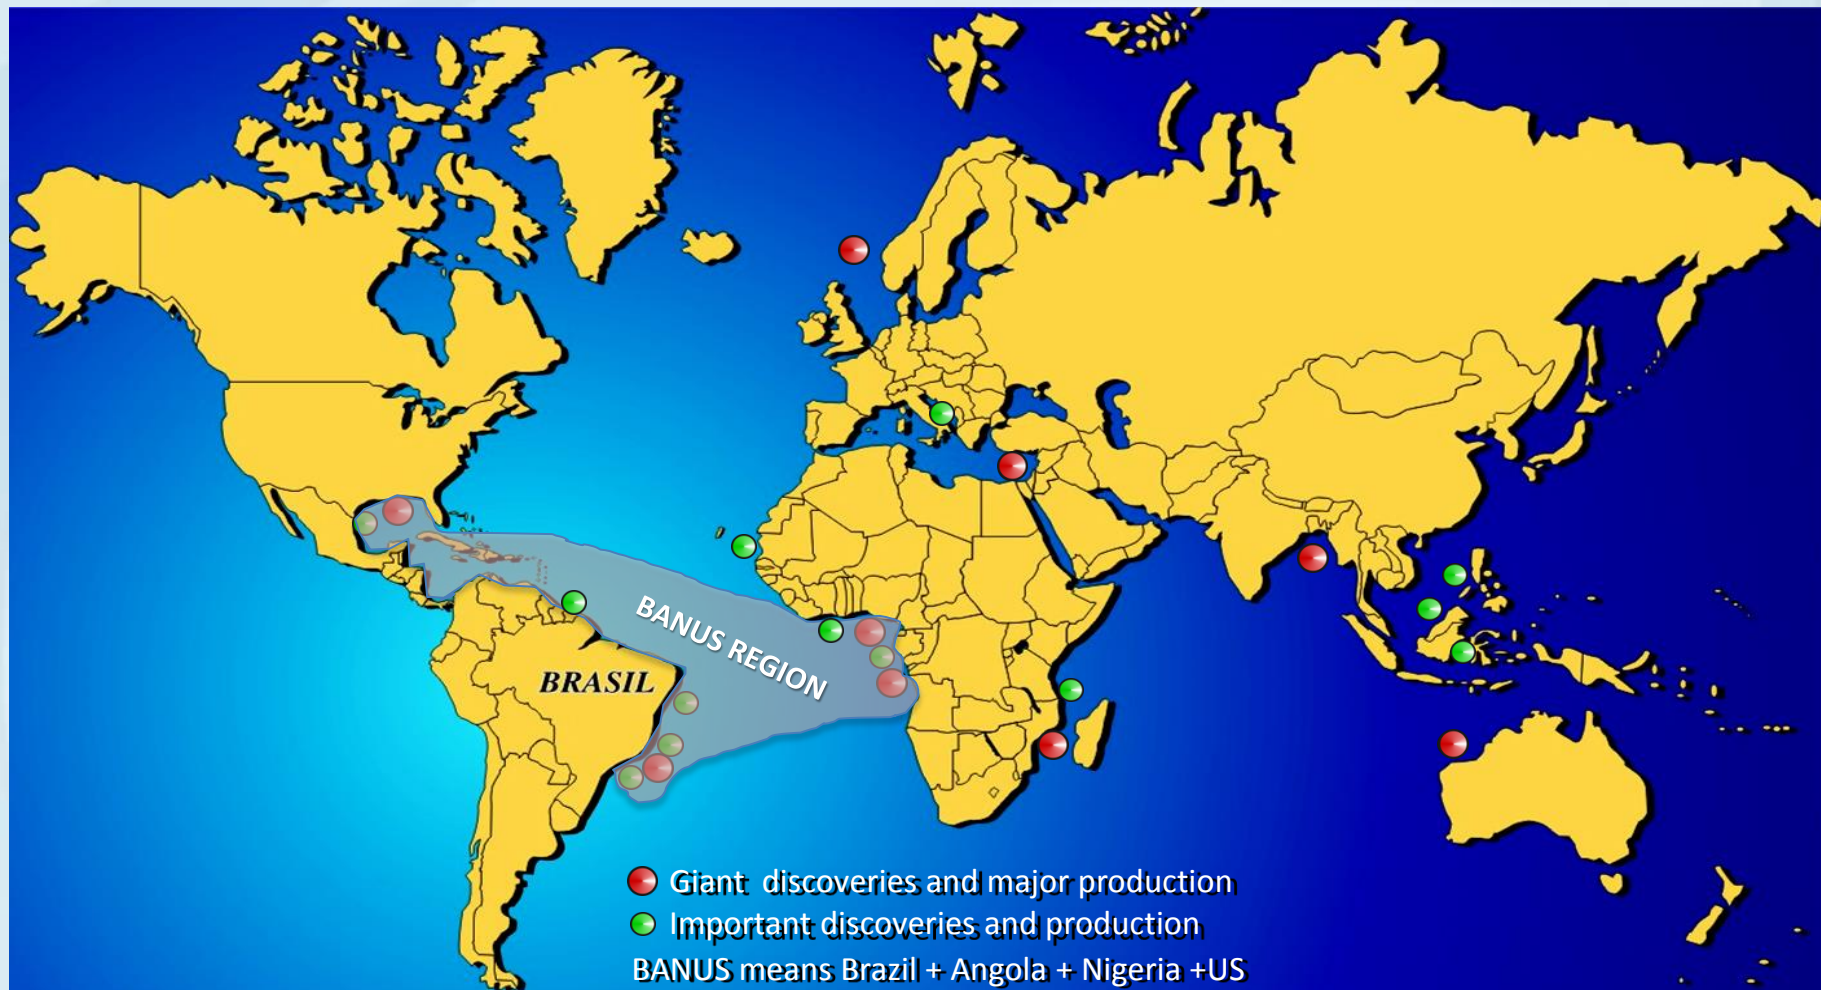 BANUS REGION
BRASIL
Giant discoveries and major production
Important discoveries and production
BANUS means Brazil + Angola + Nigeria +US